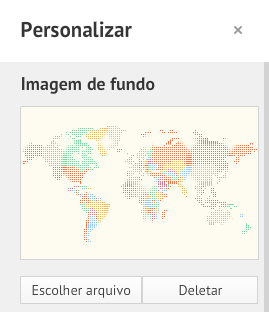 Personalizar ×
Imagem de fundo
Escolher arquivo Deletar